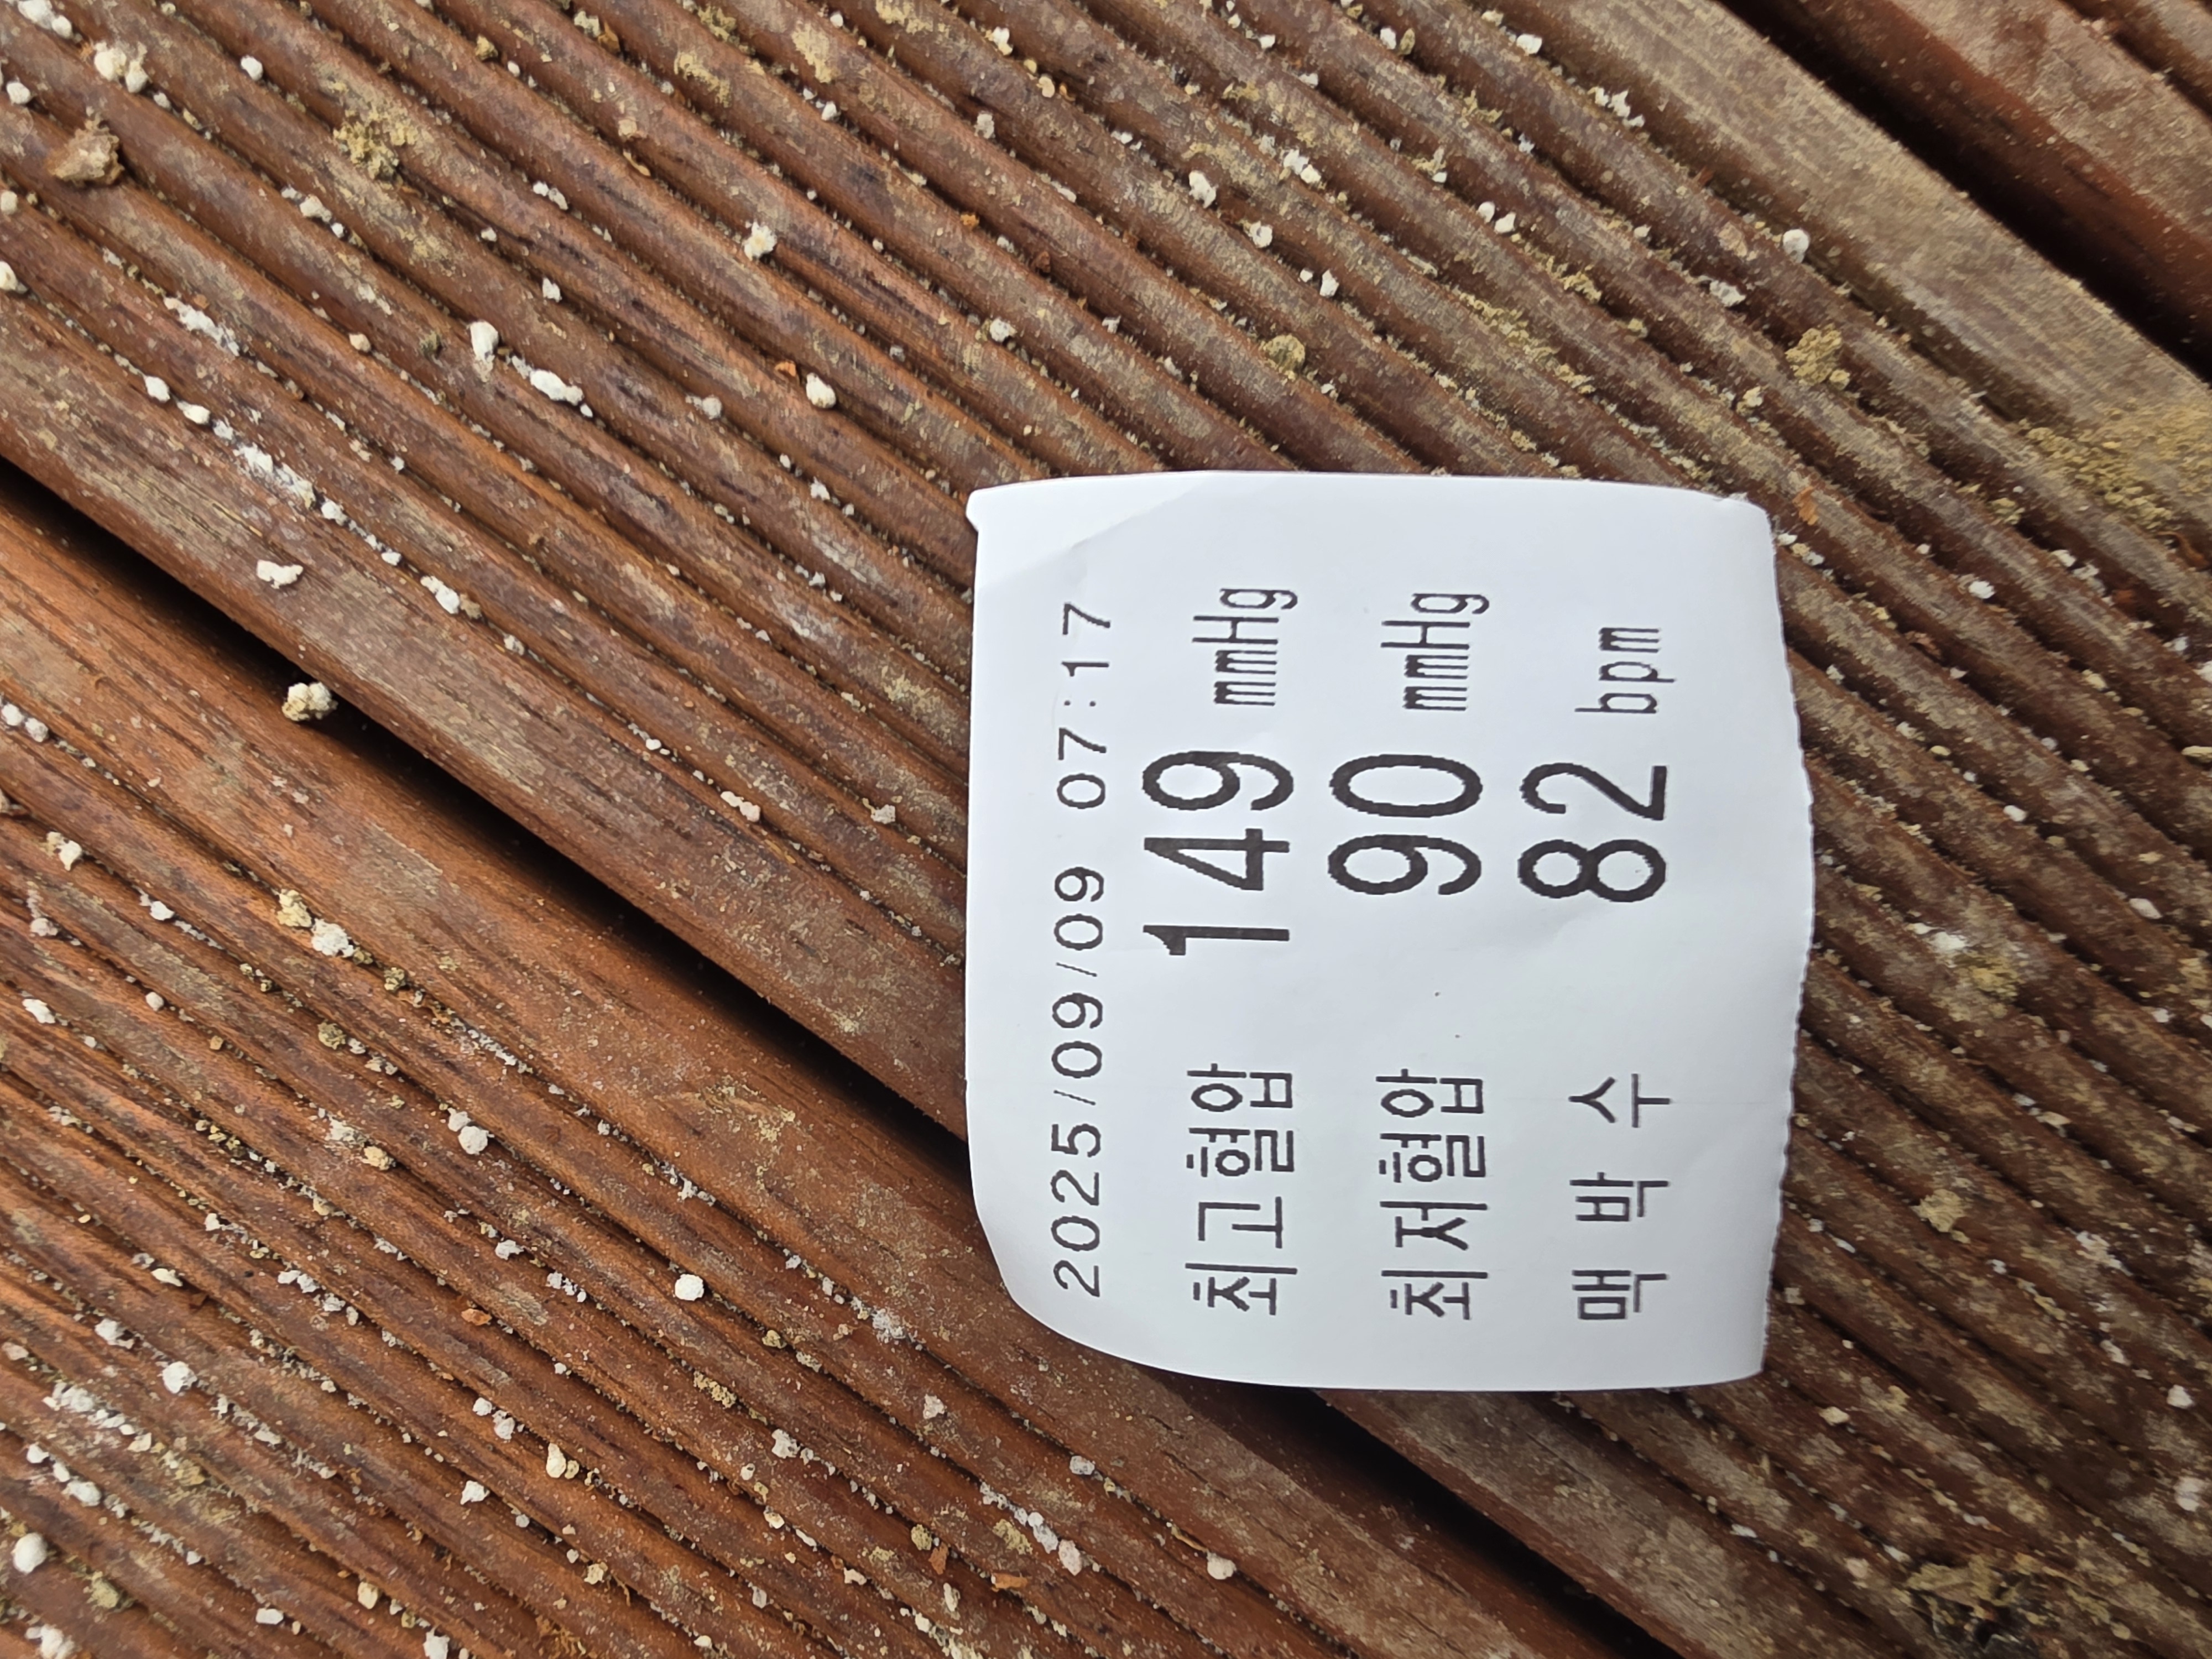 2025/09/09 07:17
최고혈압 149 mmHg
최저혈압 90 mmHg
맥 박 수 82 bpm